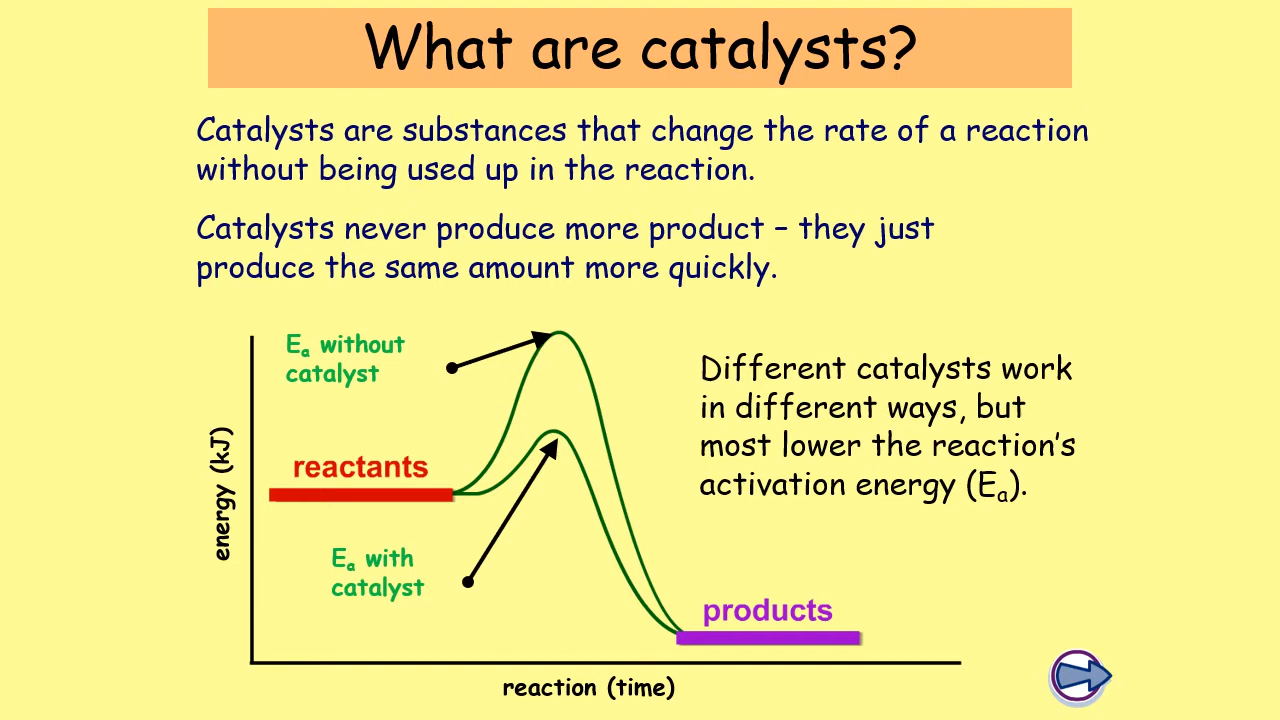 What are catalysts?
Catalysts are substances that change the rate of a reaction
without being used up in the reaction.
Catalysts never produce more product – they just
produce the same amount more quickly.
Eₐ without
catalyst
Different catalysts work
in different ways, but
most lower the reaction's
activation energy (Eₐ).
energy (kJ)
reactants
Eₐ with
catalyst
products
reaction (time)